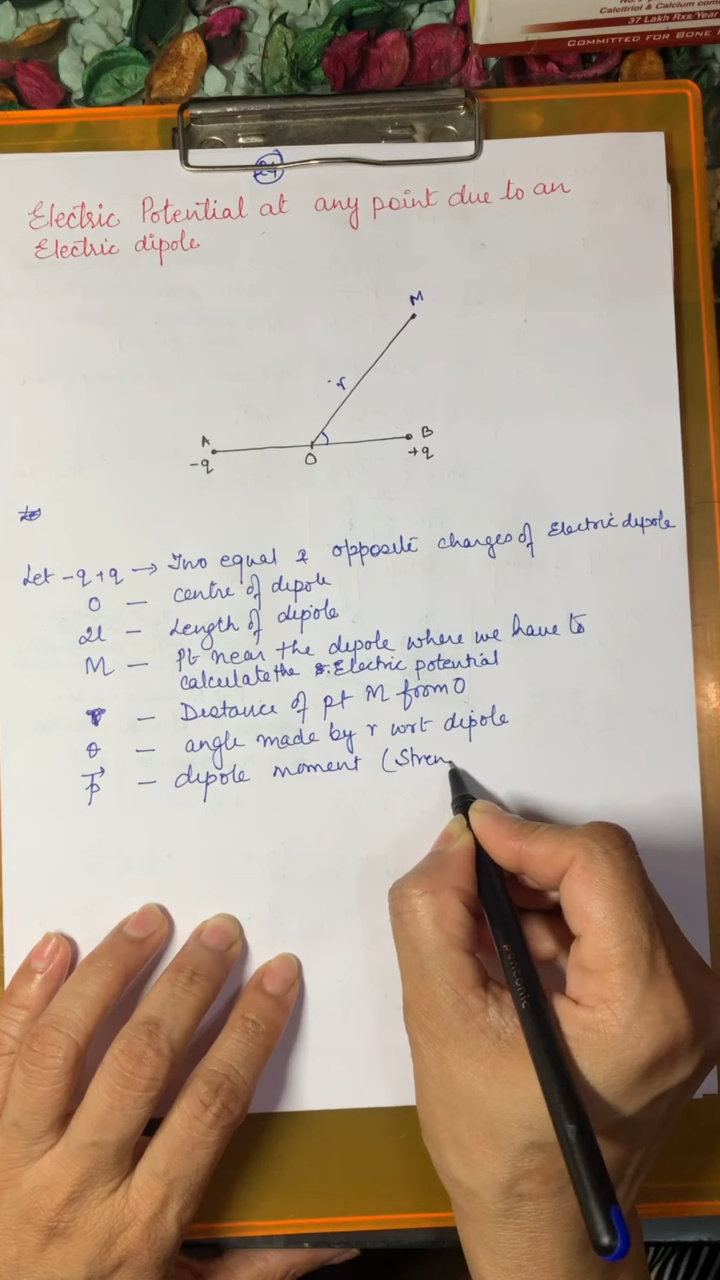 Calcitriol & Calcium
37 Lakh Rxs/Year
COMMITTED FOR BONE
24
Electric Potential at any point due to an
Electric dipole
M
r
A
B
-q
O
+q
Let -q +q → Two equal & opposite charges of Electric dipole
O - centre of dipole
2l - Length of dipole
M - Pt near the dipole where we have to
calculate the Electric potential
r - Distance of pt M from O
θ - angle made by r wrt dipole
p⃗ - dipole moment (Stren